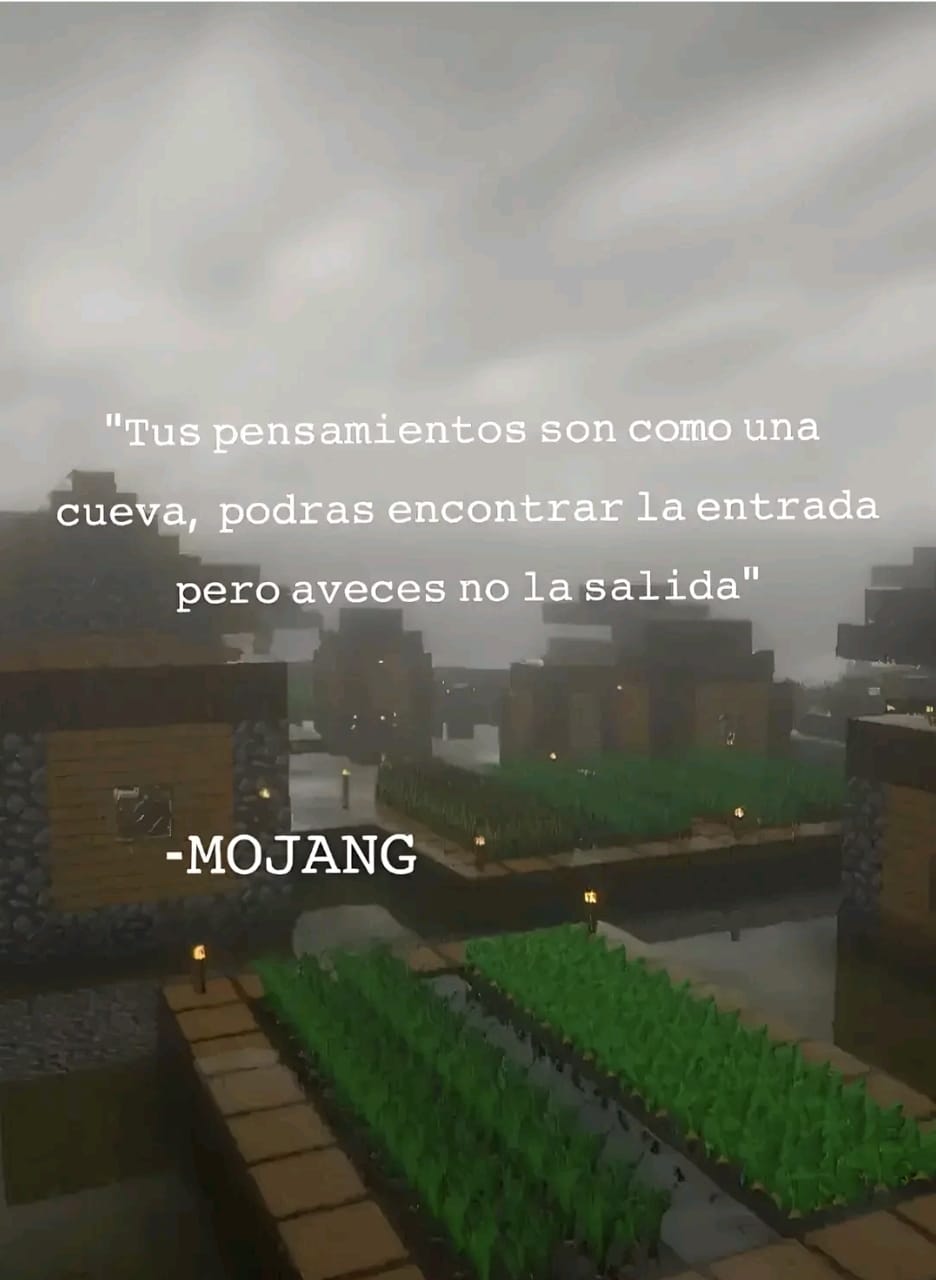 "Tus pensamientos son como una
cueva, podras encontrar la entrada
pero aveces no la salida"
-MOJANG